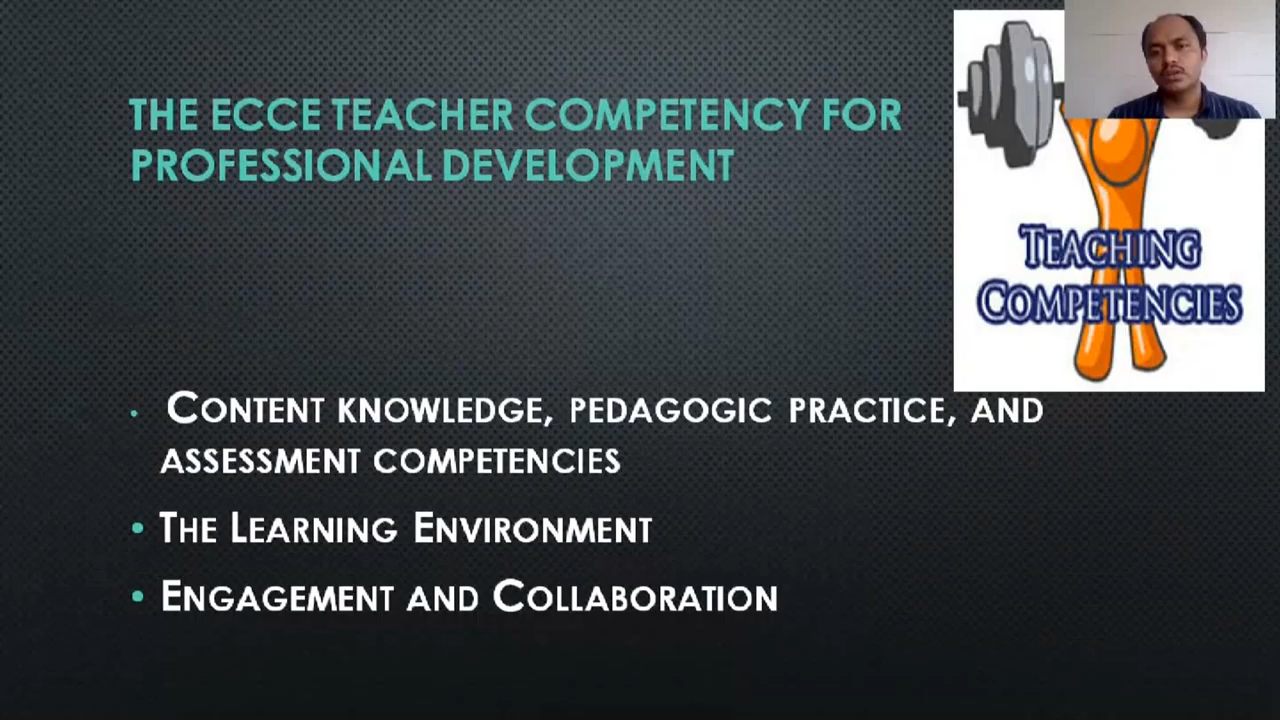 THE ECCE TEACHER COMPETENCY FOR
PROFESSIONAL DEVELOPMENT
TEACHING
COMPETENCIES
• CONTENT KNOWLEDGE, PEDAGOGIC PRACTICE, AND
ASSESSMENT COMPETENCIES
• THE LEARNING ENVIRONMENT
• ENGAGEMENT AND COLLABORATION